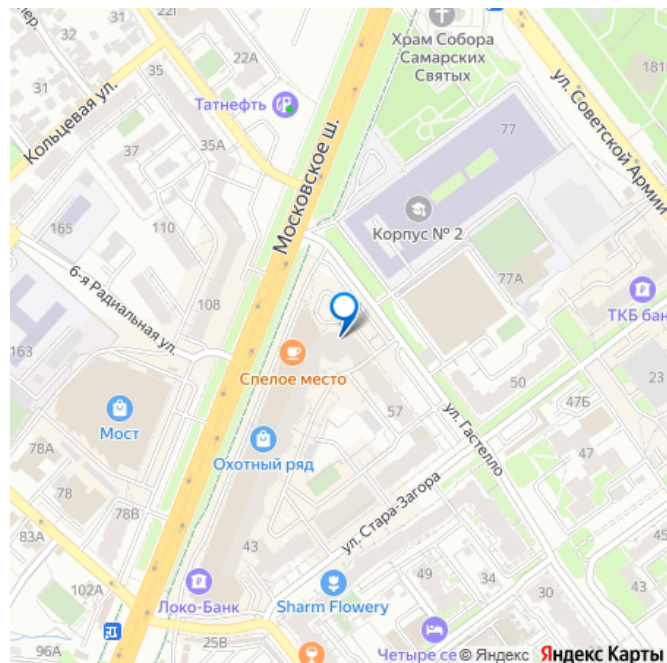 пер.
31
32
35
22А
Кольцевая ул.
Татнефть
37
35А
Московское ш.
Храм Собора
Самарских
Святых
ул. Советской Армии
181
77
Корпус № 2
165
110
6-я Радиальная ул.
108
163
77А
ТКБ бан
Спелое место
50
23
Мост
57
47Б
ул. Гастелло
78А
Охотный ряд
47
78
78В
ул. Стара-Загора
83А
43
45
102А
Локо-Банк
49
34
30
43
Sharm Flowery
96А
25В
Четыре се
© Яндекс Яндекс Карты